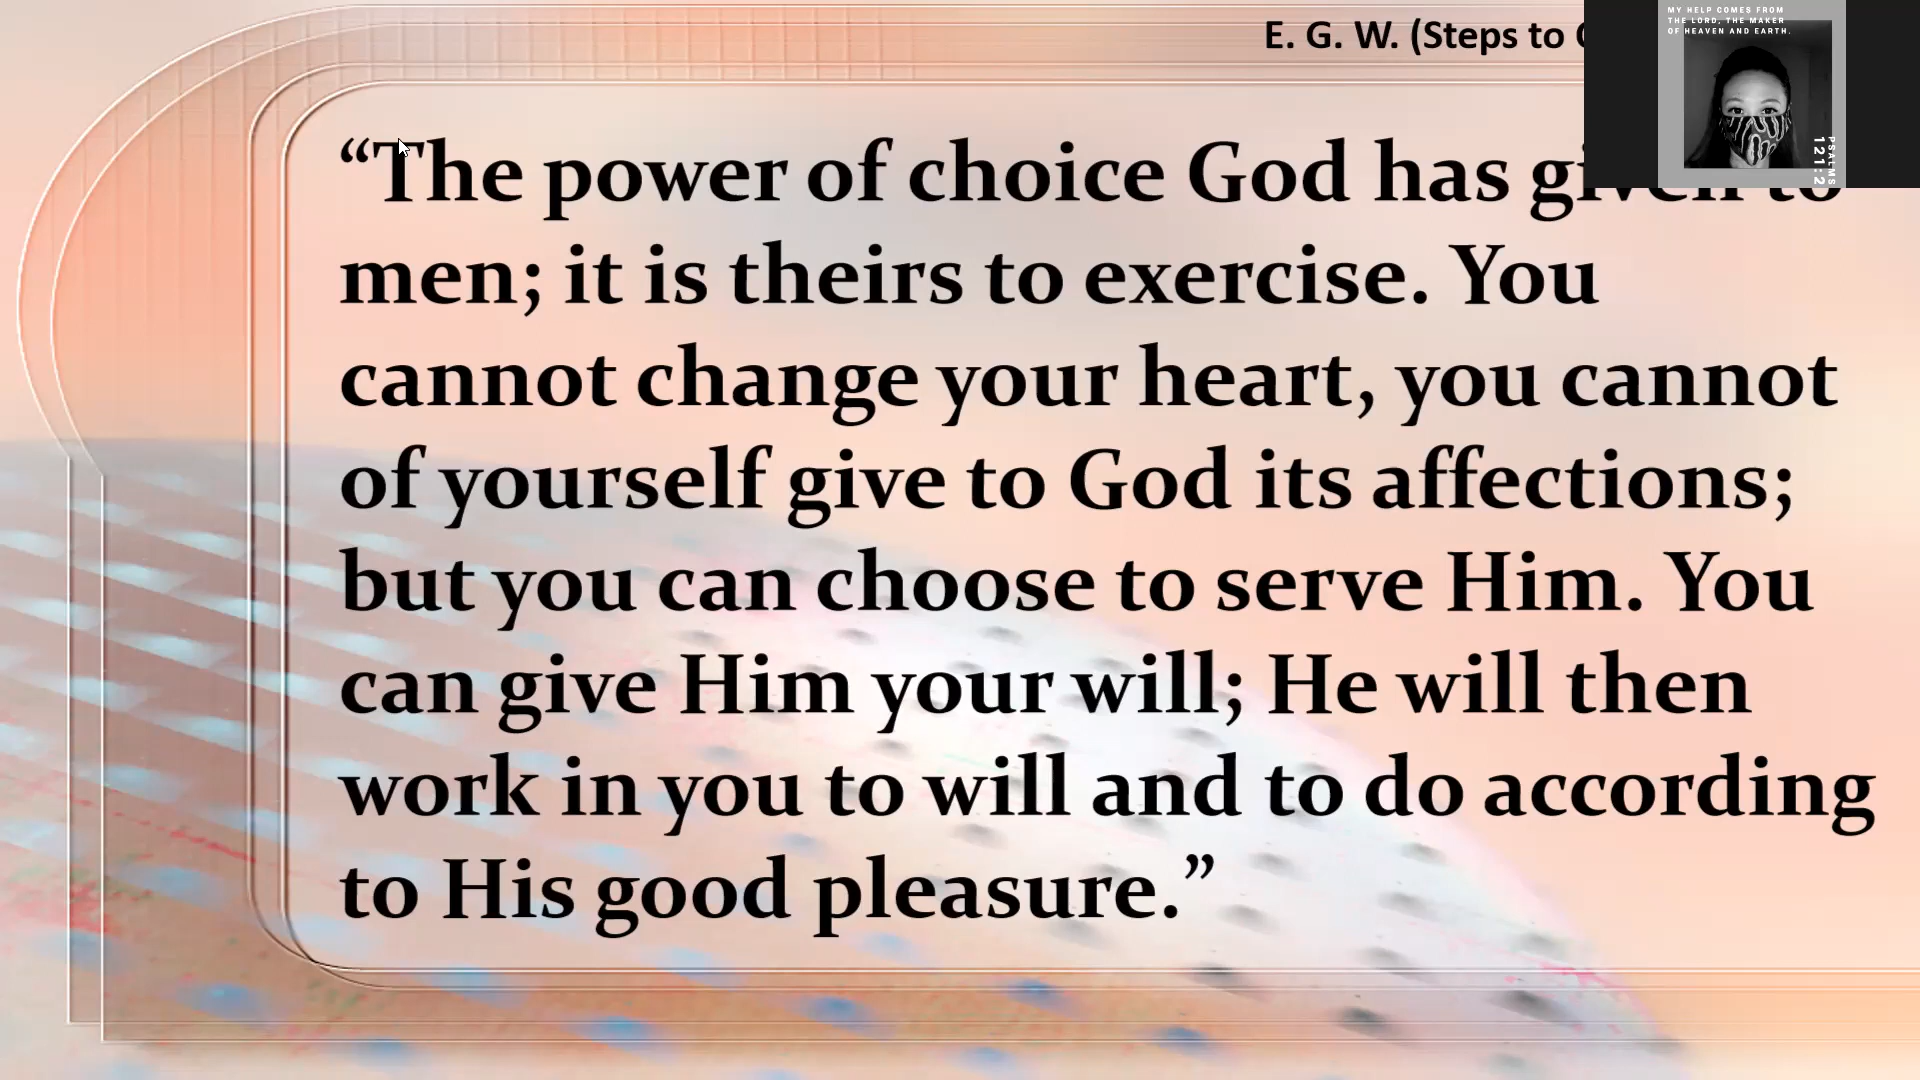 E. G. W. (Steps to
MY HELP COMES FROM
THE LORD, THE MAKER
OF HEAVEN AND EARTH.
PSALMS
121:2
“The power of choice God has given to
men; it is theirs to exercise. You
cannot change your heart, you cannot
of yourself give to God its affections;
but you can choose to serve Him. You
can give Him your will; He will then
work in you to will and to do according
to His good pleasure.”